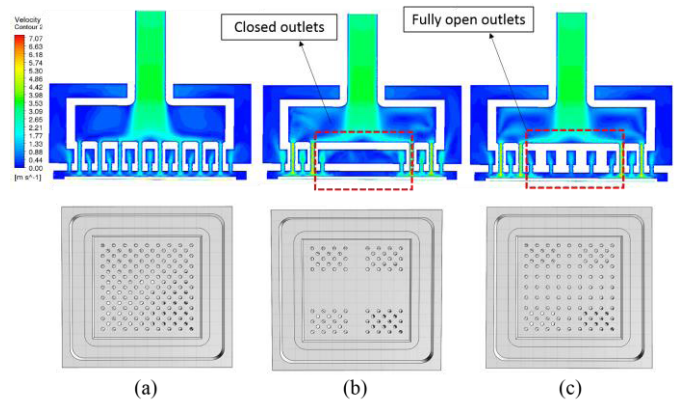 Velocity
Contour 2
7.07
6.63
6.18
5.74
5.30
4.86
4.42
3.98
3.53
3.09
2.65
2.21
1.77
1.33
0.88
0.44
0.00
[m s^-1]
Closed outlets
Fully open outlets
(a)
(b)
(c)